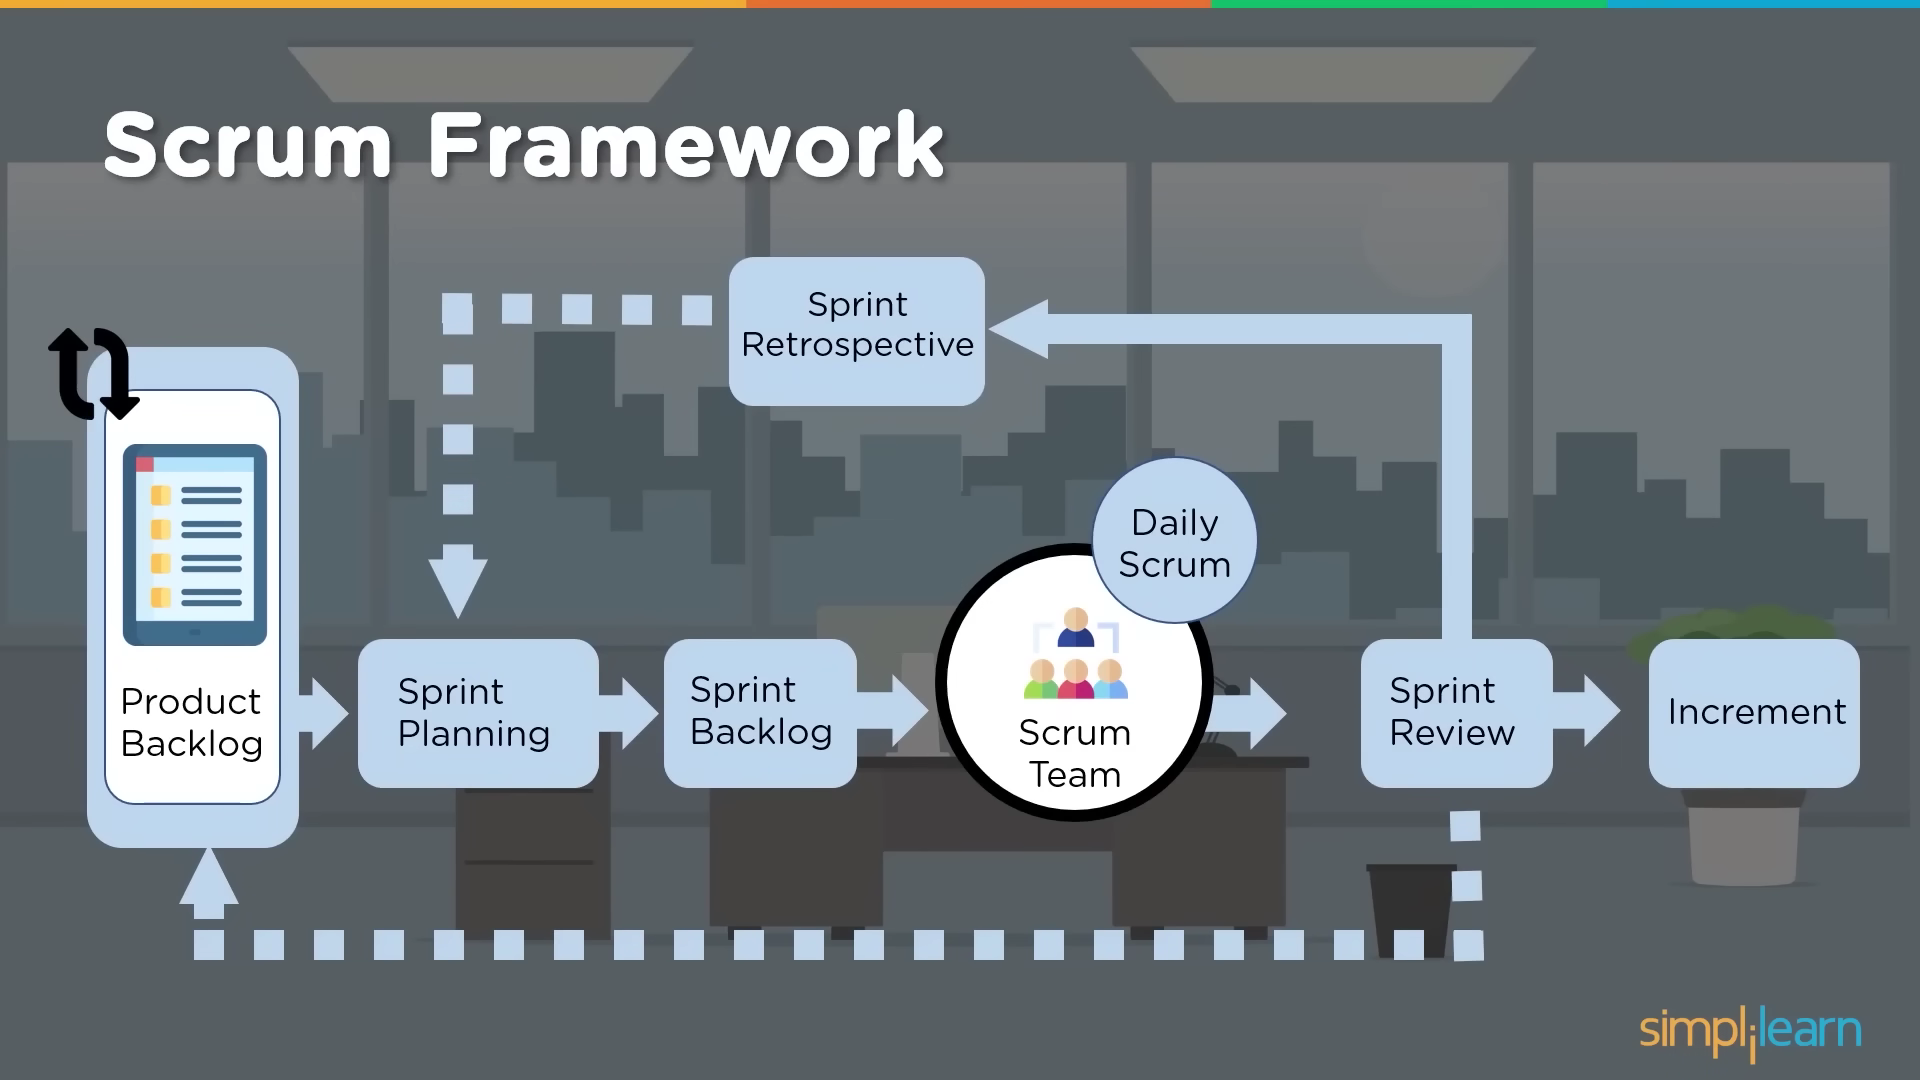 Scrum Framework
Sprint
Retrospective
Daily
Scrum
Product
Backlog
Sprint
Planning
Sprint
Backlog
Scrum
Team
Sprint
Review
Increment
simplilearn